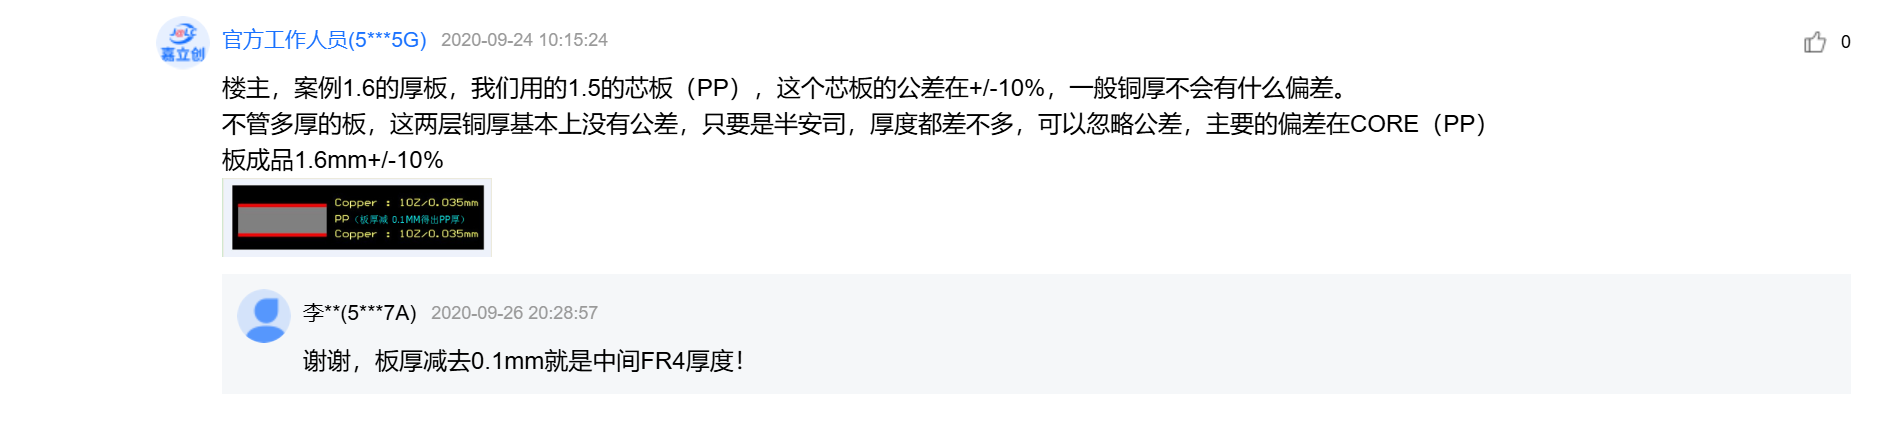 JLC
嘉立创
官方工作人员(5***5G) 2020-09-24 10:15:24
0
楼主，案例1.6的厚板，我们用的1.5的芯板（PP），这个芯板的公差在+/-10%，一般铜厚不会有什么偏差。
不管多厚的板，这两层铜厚基本上没有公差，只要是半安司，厚度都差不多，可以忽略公差，主要的偏差在CORE（PP）
板成品1.6mm+/-10%
Copper : 1OZ/0.035mm
PP（板厚减 0.1MM得出PP厚）
Copper : 1OZ/0.035mm
李**(5***7A) 2020-09-26 20:28:57
谢谢，板厚减去0.1mm就是中间FR4厚度！